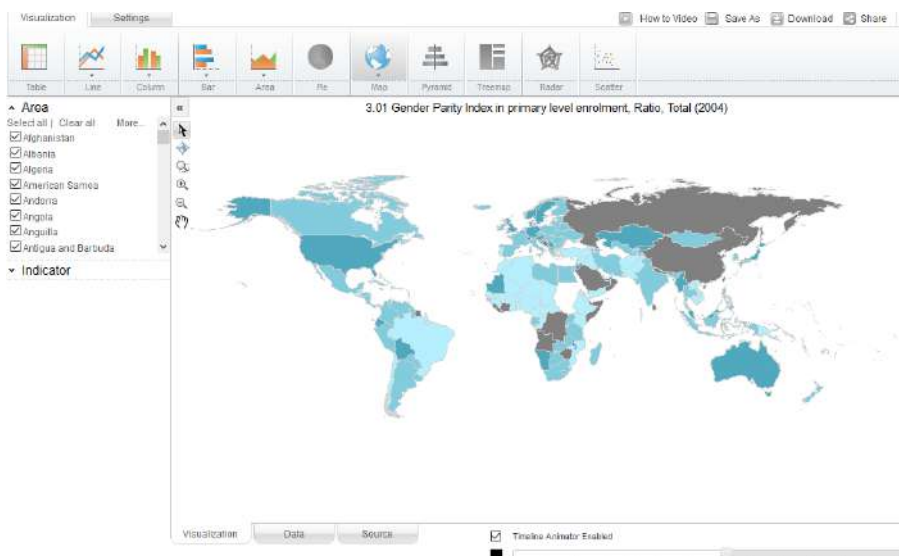 Visualization Settings How to Video Save As Download Share
Table Line Column Bar Area Pie Map Pyramid Treemap Radar Scatter
Area
Select all | Clear all More...
Afghanistan
Albania
Algeria
American Samoa
Andorra
Angola
Anguilla
Antigua and Barbuda
Indicator
3.01 Gender Parity Index in primary level enrolment, Ratio, Total (2004)
Visualization Data Source
Timeline Animator Enabled